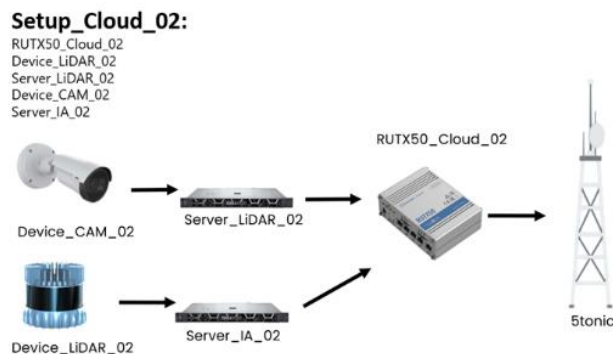 Setup_Cloud_02:
RUTX50_Cloud_02
Device_LiDAR_02
Server_LiDAR_02
Device_CAM_02
Server_IA_02
RUTX50_Cloud_02
Device_CAM_02
Server_LiDAR_02
Device_LiDAR_02
Server_IA_02
5tonic